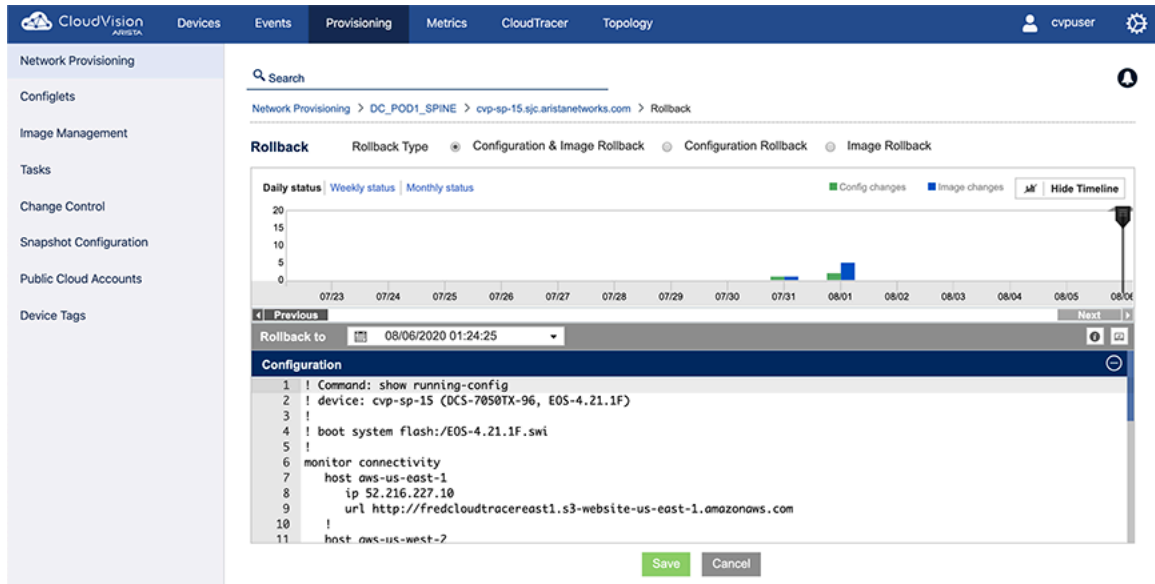 CloudVision
ARISTA
Devices Events Provisioning Metrics CloudTracer Topology cvpuser
Network Provisioning
Configlets
Image Management
Tasks
Change Control
Snapshot Configuration
Public Cloud Accounts
Device Tags
Search
Network Provisioning > DC_POD1_SPINE > cvp-sp-15.sjc.aristanetworks.com > Rollback
Rollback Rollback Type Configuration & Image Rollback Configuration Rollback Image Rollback
Daily status | Weekly status | Monthly status Config changes Image changes Hide Timeline
20
15
10
5
0
07/23 07/24 07/25 07/26 07/27 07/28 07/29 07/30 07/31 08/01 08/02 08/03 08/04 08/05 08/06
Previous Next
Rollback to 08/06/2020 01:24:25
Configuration
1 ! Command: show running-config
2 ! device: cvp-sp-15 (DCS-7050TX-96, EOS-4.21.1F)
3 !
4 ! boot system flash:/EOS-4.21.1F.swi
5 !
6 monitor connectivity
7 host aws-us-east-1
8 ip 52.216.227.10
9 url http://fredcloudtracereast1.s3-website-us-east-1.amazonaws.com
10 !
11 host aws-us-west-2
Save Cancel